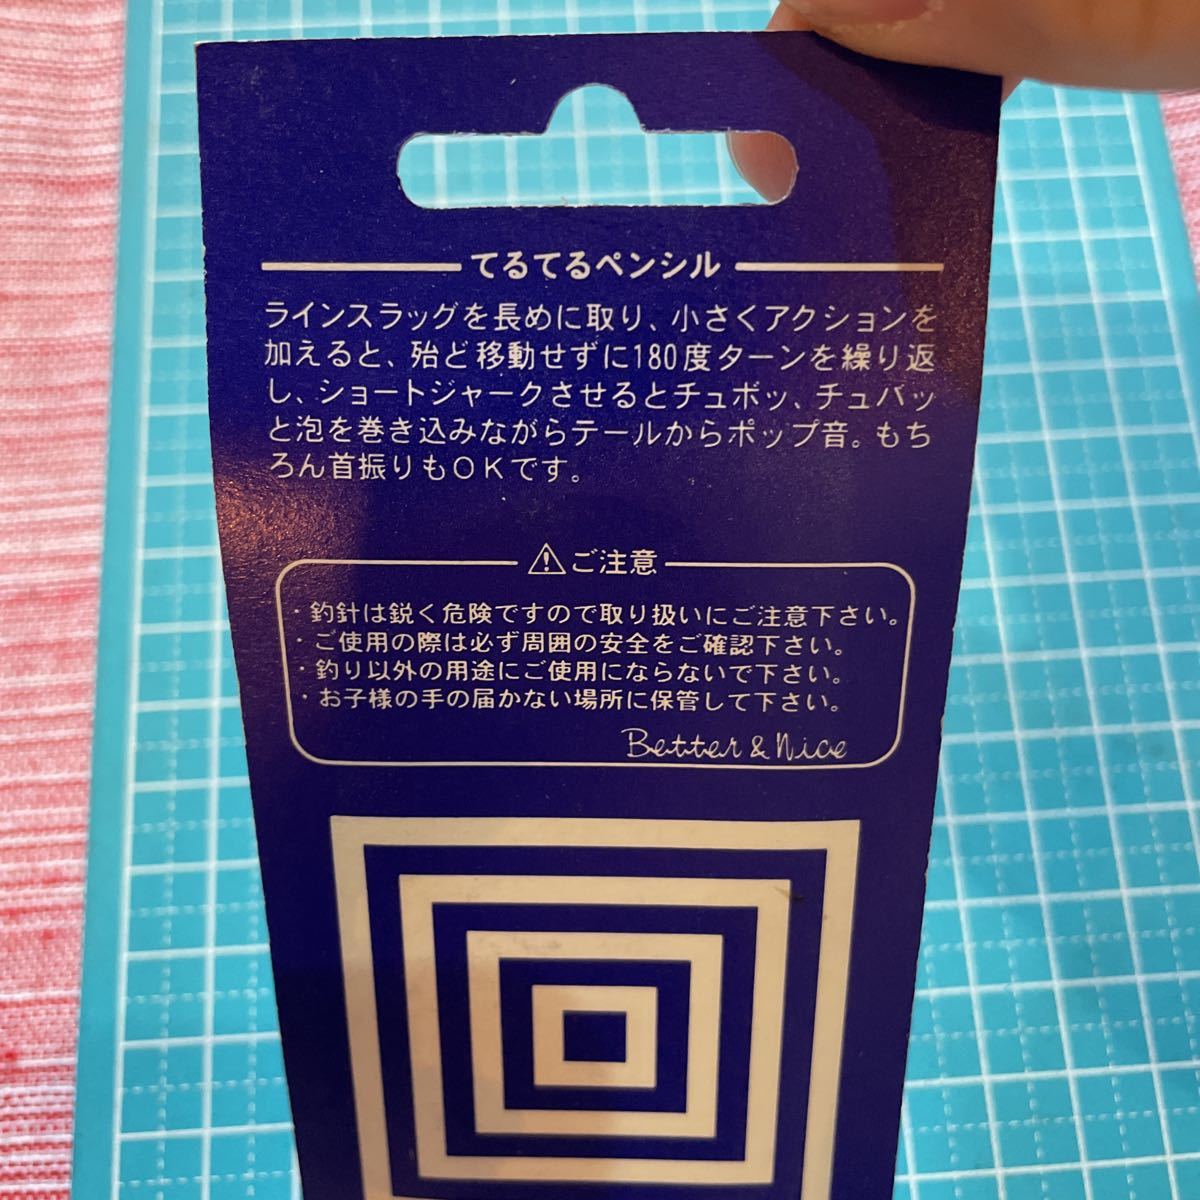 てるてるペンシル
ラインスラッグを長めに取り、小さくアクションを
加えると、殆ど移動せずに180度ターンを繰り返
し、ショートジャークさせるとチュボッ、チュバッ
と泡を巻き込みながらテールからポップ音。もち
ろん首振りもOKです。
⚠ご注意
・釣針は鋭く危険ですので取り扱いにご注意下さい。
・ご使用の際は必ず周囲の安全をご確認下さい。
・釣り以外の用途にご使用にならないで下さい。
・お子様の手の届かない場所に保管して下さい。
Better & Nice